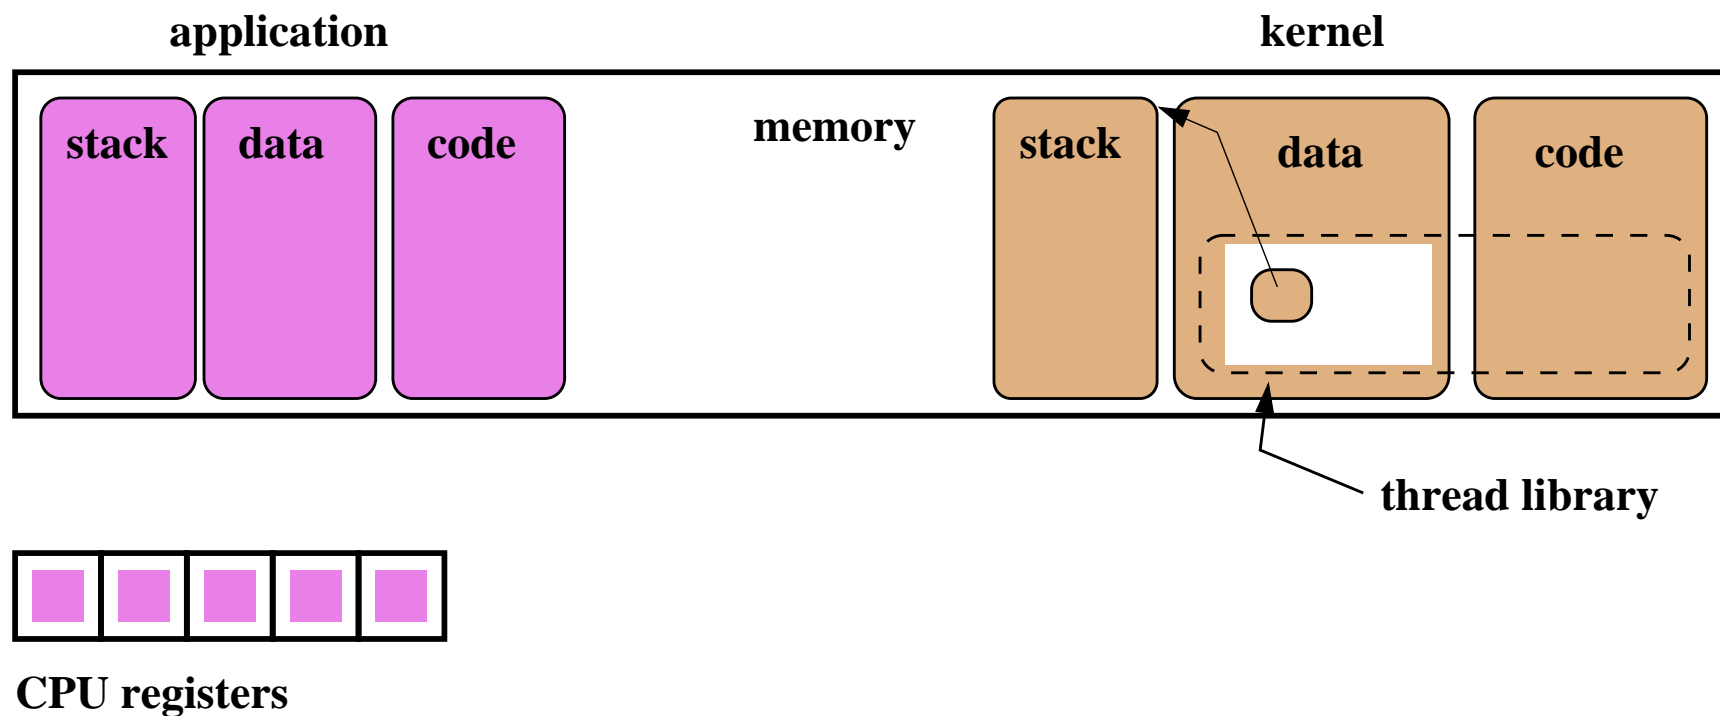 application
kernel
stack
data
code
memory
stack
data
code
thread library
CPU registers